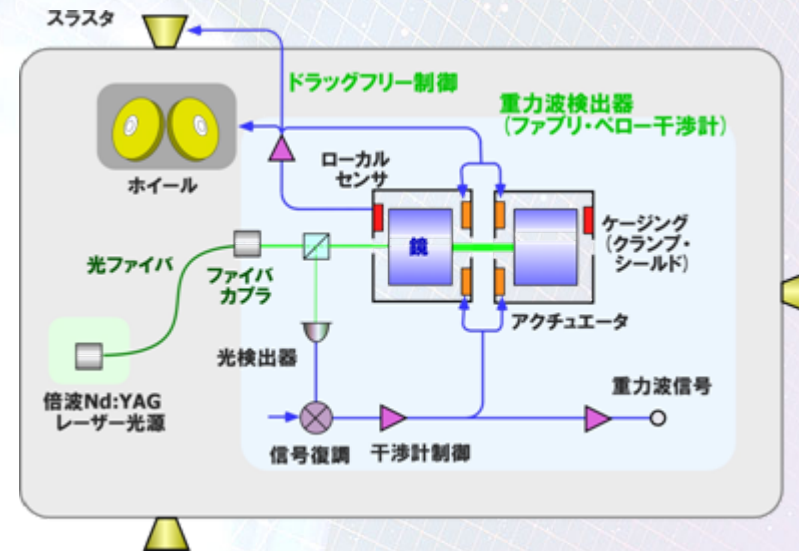 スラスタ
ドラッグフリー制御
重力波検出器
(ファブリ・ペロー干渉計)
ホイール
ローカル
センサ
鏡
ケージング
(クランプ・
シールド)
光ファイバ
ファイバ
カプラ
アクチュエータ
光検出器
倍波Nd:YAG
レーザー光源
重力波信号
信号復調
干渉計制御